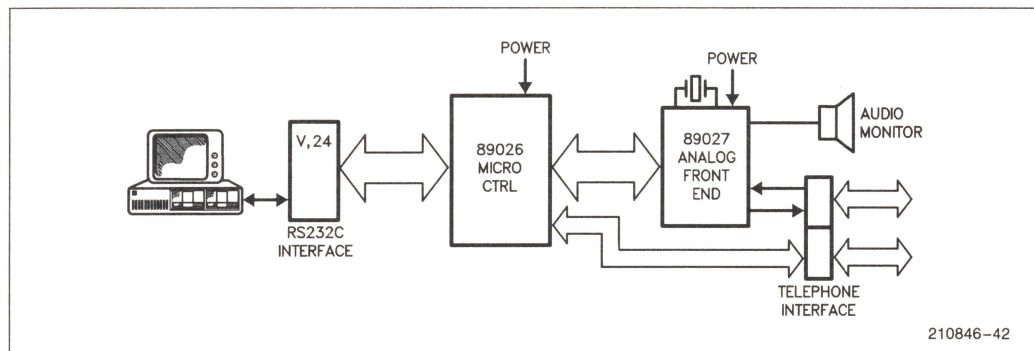 POWER
POWER
V,24
89026
MICRO
CTRL
89027
ANALOG
FRONT
END
AUDIO
MONITOR
RS232C
INTERFACE
TELEPHONE
INTERFACE
210846-42